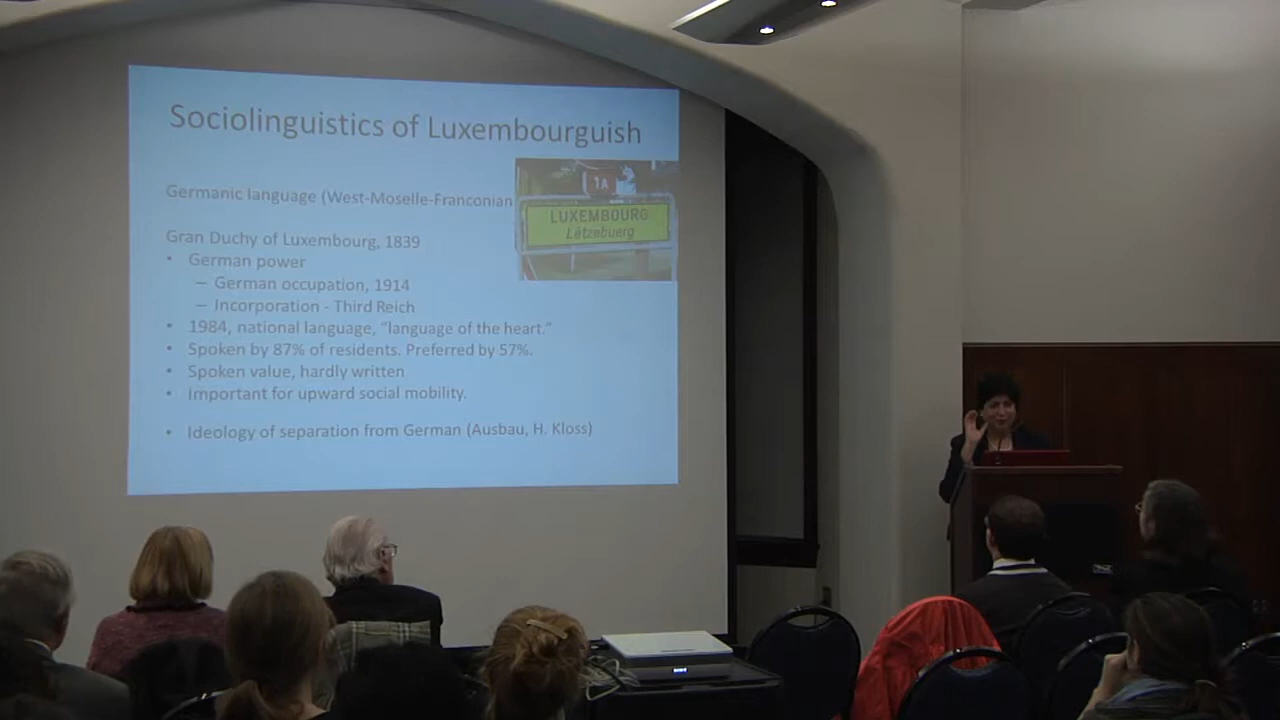 Sociolinguistics of Luxembourguish
Germanic language (West-Moselle-Franconian
1A
LUXEMBOURG
Lëtzebuerg
Gran Duchy of Luxembourg, 1839
• German power
– German occupation, 1914
– Incorporation - Third Reich
• 1984, national language, “language of the heart.”
• Spoken by 87% of residents. Preferred by 57%.
• Spoken value, hardly written
• Important for upward social mobility.
• Ideology of separation from German (Ausbau, H. Kloss)